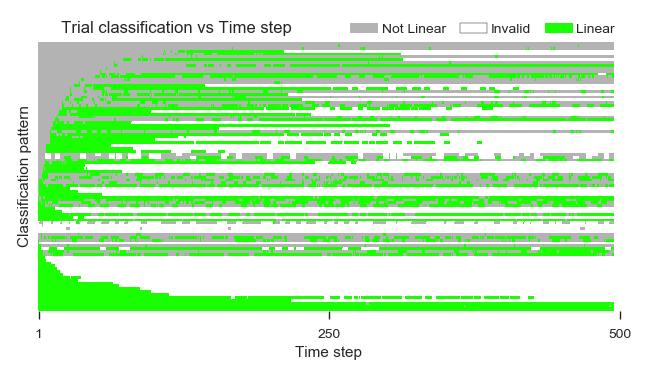 Trial classification vs Time step
Not Linear
Invalid
Linear
Classification pattern
1
250
500
Time step